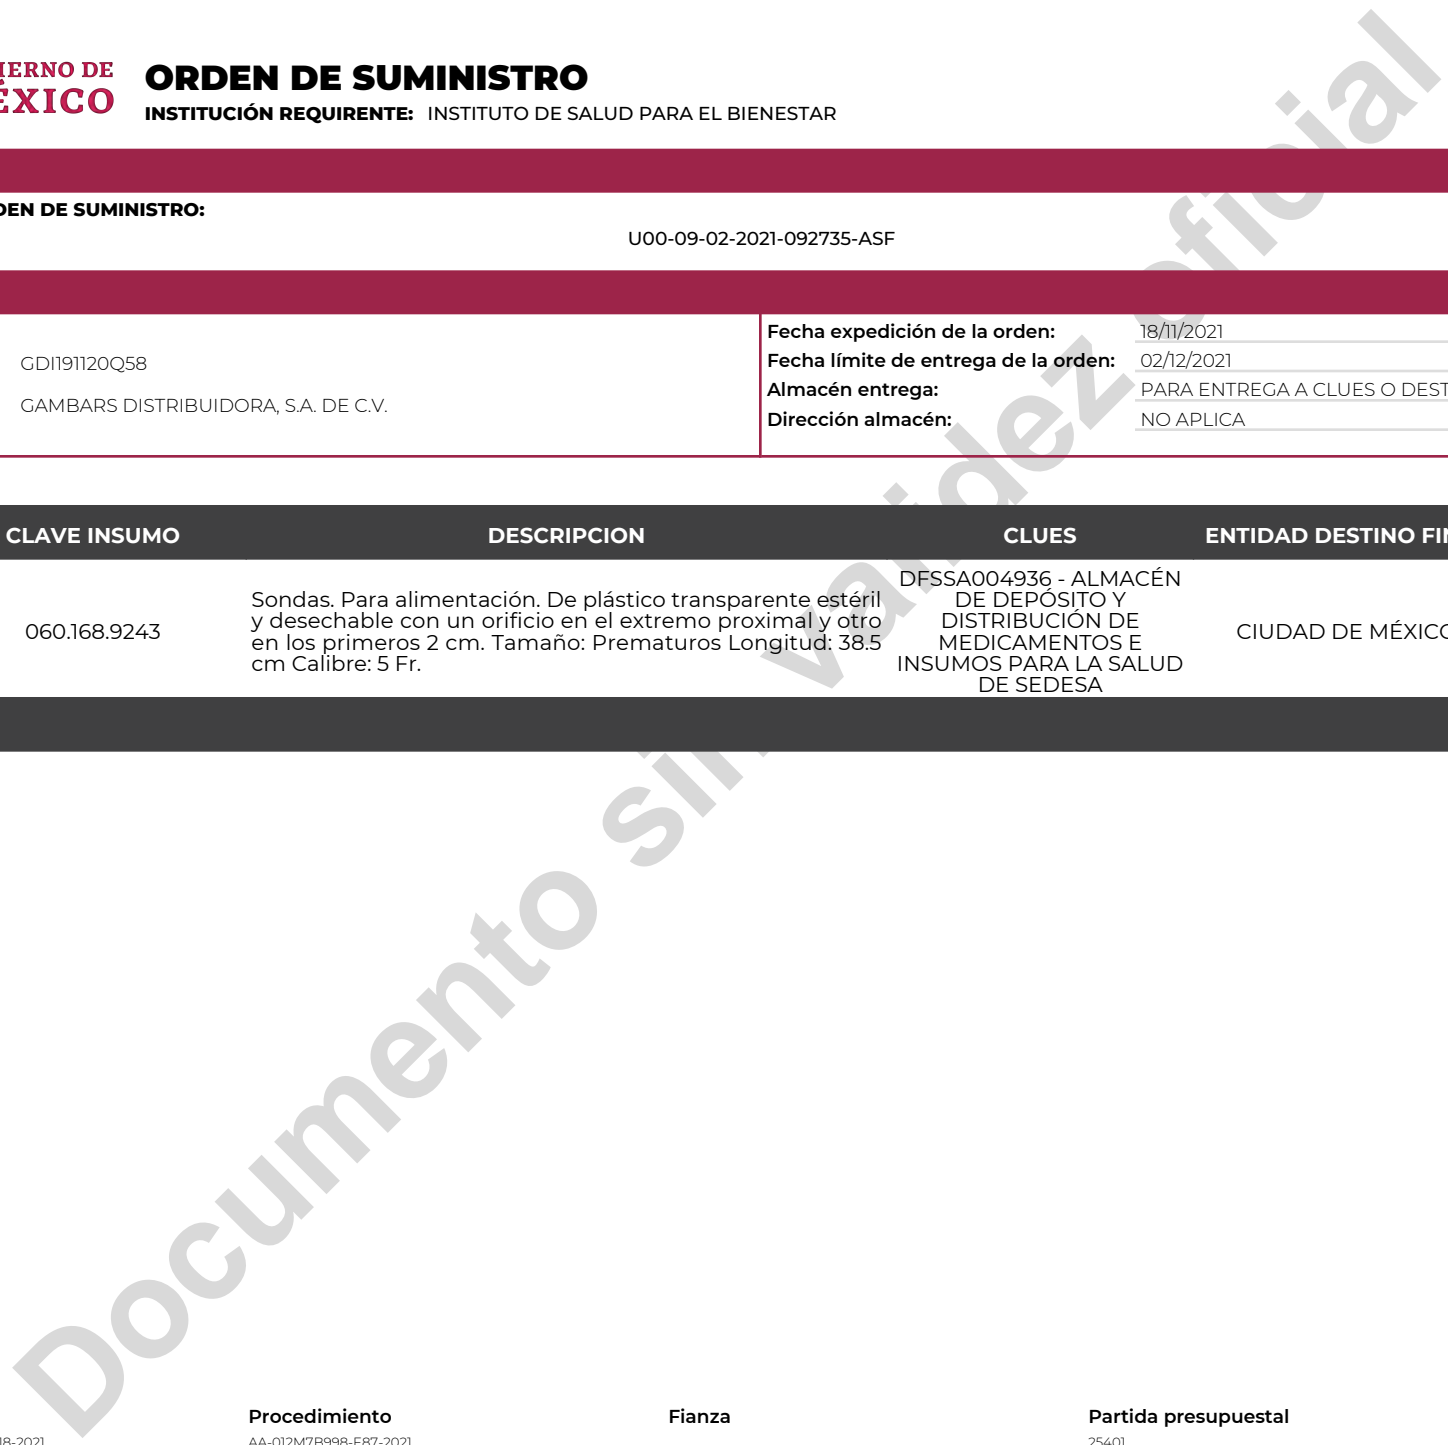 IERNO DE
ÉXICO
ORDEN DE SUMINISTRO
INSTITUCIÓN REQUIRENTE: INSTITUTO DE SALUD PARA EL BIENESTAR
DEN DE SUMINISTRO:
U00-09-02-2021-092735-ASF
GDI191120Q58
GAMBARS DISTRIBUIDORA, S.A. DE C.V.
Fecha expedición de la orden: 18/11/2021
Fecha límite de entrega de la orden: 02/12/2021
Almacén entrega: PARA ENTREGA A CLUES O DEST
Dirección almacén: NO APLICA
CLAVE INSUMO DESCRIPCION CLUES ENTIDAD DESTINO FIN
060.168.9243
Sondas. Para alimentación. De plástico transparente estéril
y desechable con un orificio en el extremo proximal y otro
en los primeros 2 cm. Tamaño: Prematuros Longitud: 38.5
cm Calibre: 5 Fr.
DFSSA004936 - ALMACÉN
DE DEPÓSITO Y
DISTRIBUCIÓN DE
MEDICAMENTOS E
INSUMOS PARA LA SALUD
DE SEDESA
CIUDAD DE MÉXICO
Documento sin validez oficial
Procedimiento Fianza Partida presupuestal
18-2021 AA-012M7B998-E87-2021 25401